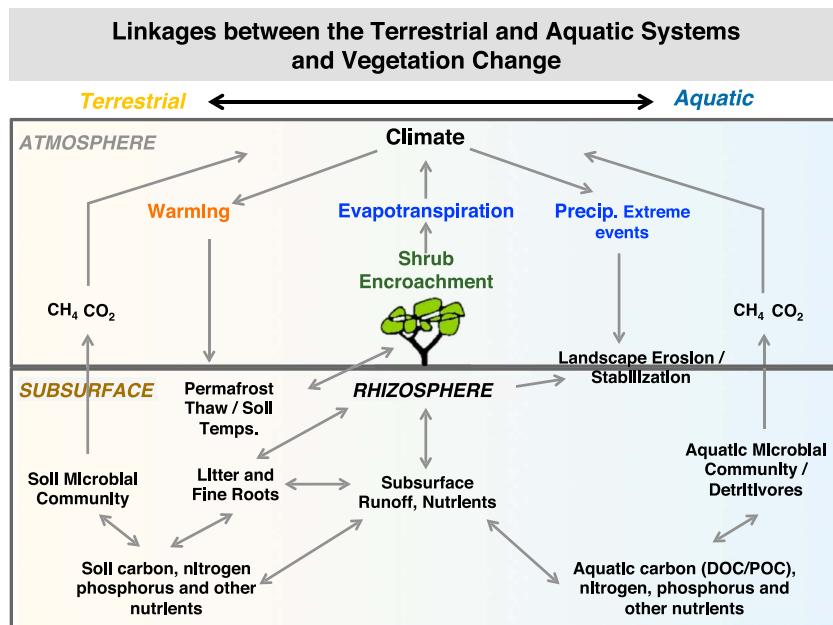 Linkages between the Terrestrial and Aquatic Systems
and Vegetation Change
Terrestrial
Aquatic
ATMOSPHERE
Climate
Warming
Evapotranspiration
Precip. Extreme
events
Shrub
Encroachment
CH₄ CO₂
CH₄ CO₂
Landscape Erosion /
Stabilization
SUBSURFACE
Permafrost
Thaw / Soil
Temps.
RHIZOSPHERE
Soil Microbial
Community
Litter and
Fine Roots
Subsurface
Runoff, Nutrients
Aquatic Microbial
Community /
Detritivores
Soil carbon, nitrogen
phosphorus and other
nutrients
Aquatic carbon (DOC/POC),
nitrogen, phosphorus and
other nutrients